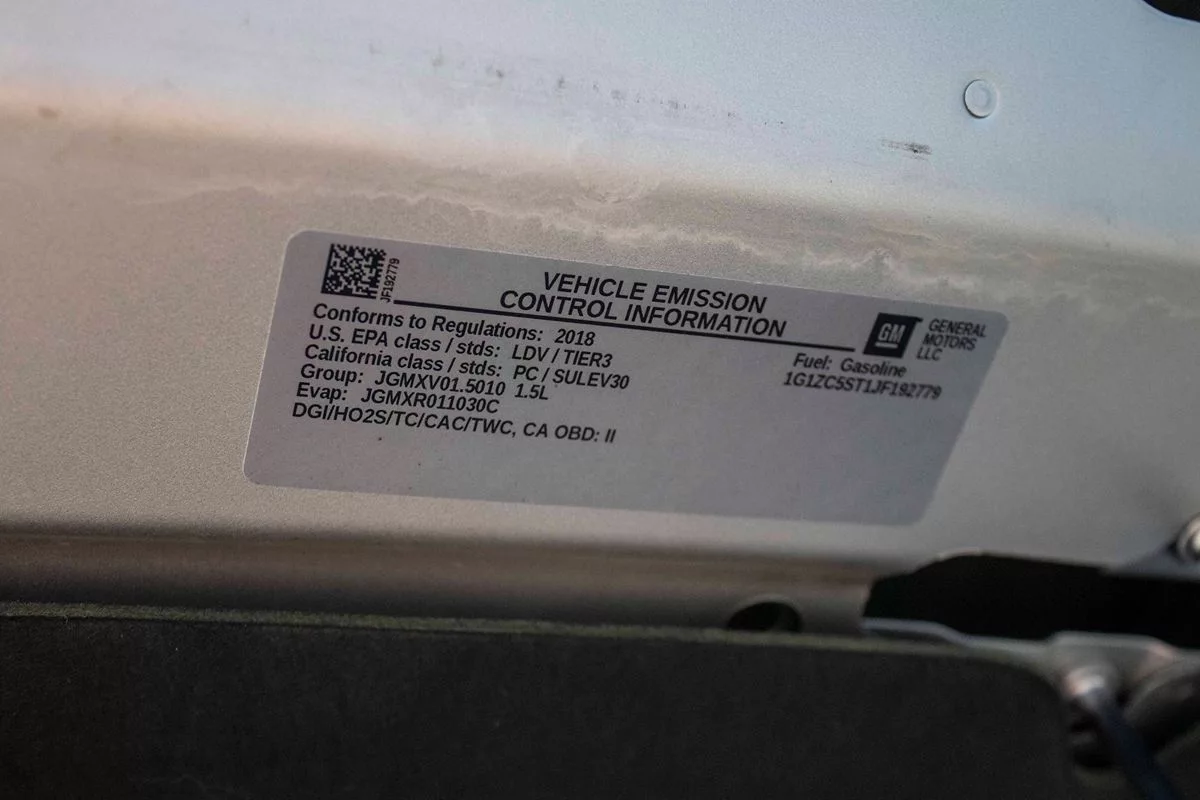 JF192779
VEHICLE EMISSION
CONTROL INFORMATION
GM
GENERAL
MOTORS
LLC
Conforms to Regulations: 2018
U.S. EPA class / stds: LDV / TIER3
California class / stds: PC / SULEV30
Group: JGMXV01.5010 1.5L
Evap: JGMXR011030C
DGI/HO2S/TC/CAC/TWC, CA OBD: II
Fuel: Gasoline
1G1ZC5ST1JF192779